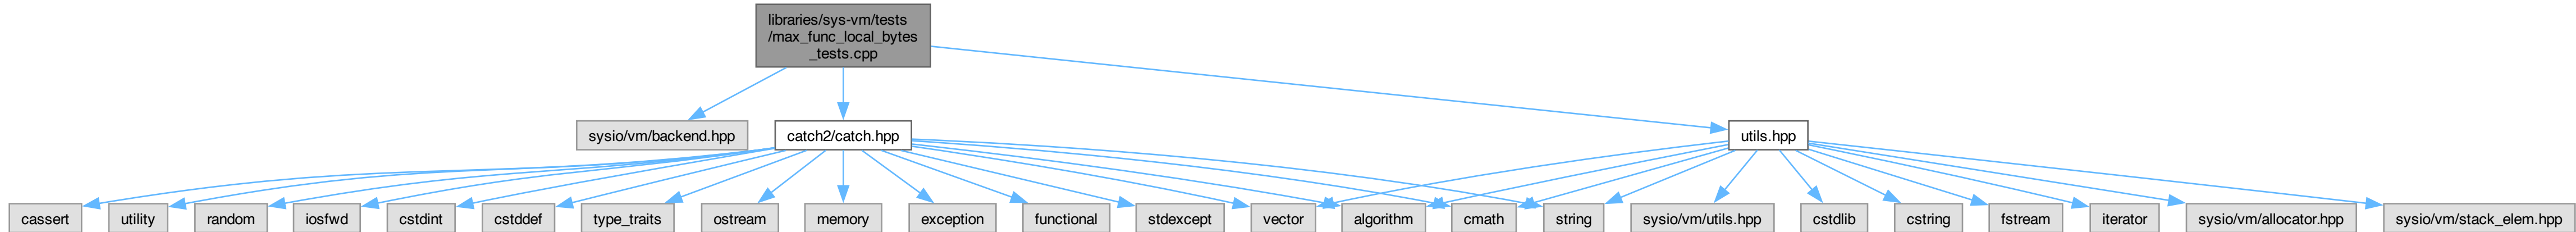 libraries/sys-vm/tests
/max_func_local_bytes
_tests.cpp
sysio/vm/backend.hpp
catch2/catch.hpp
utils.hpp
cassert
utility
random
iosfwd
cstdint
cstddef
type_traits
ostream
memory
exception
functional
stdexcept
vector
algorithm
cmath
string
sysio/vm/utils.hpp
cstdlib
cstring
fstream
iterator
sysio/vm/allocator.hpp
sysio/vm/stack_elem.hpp